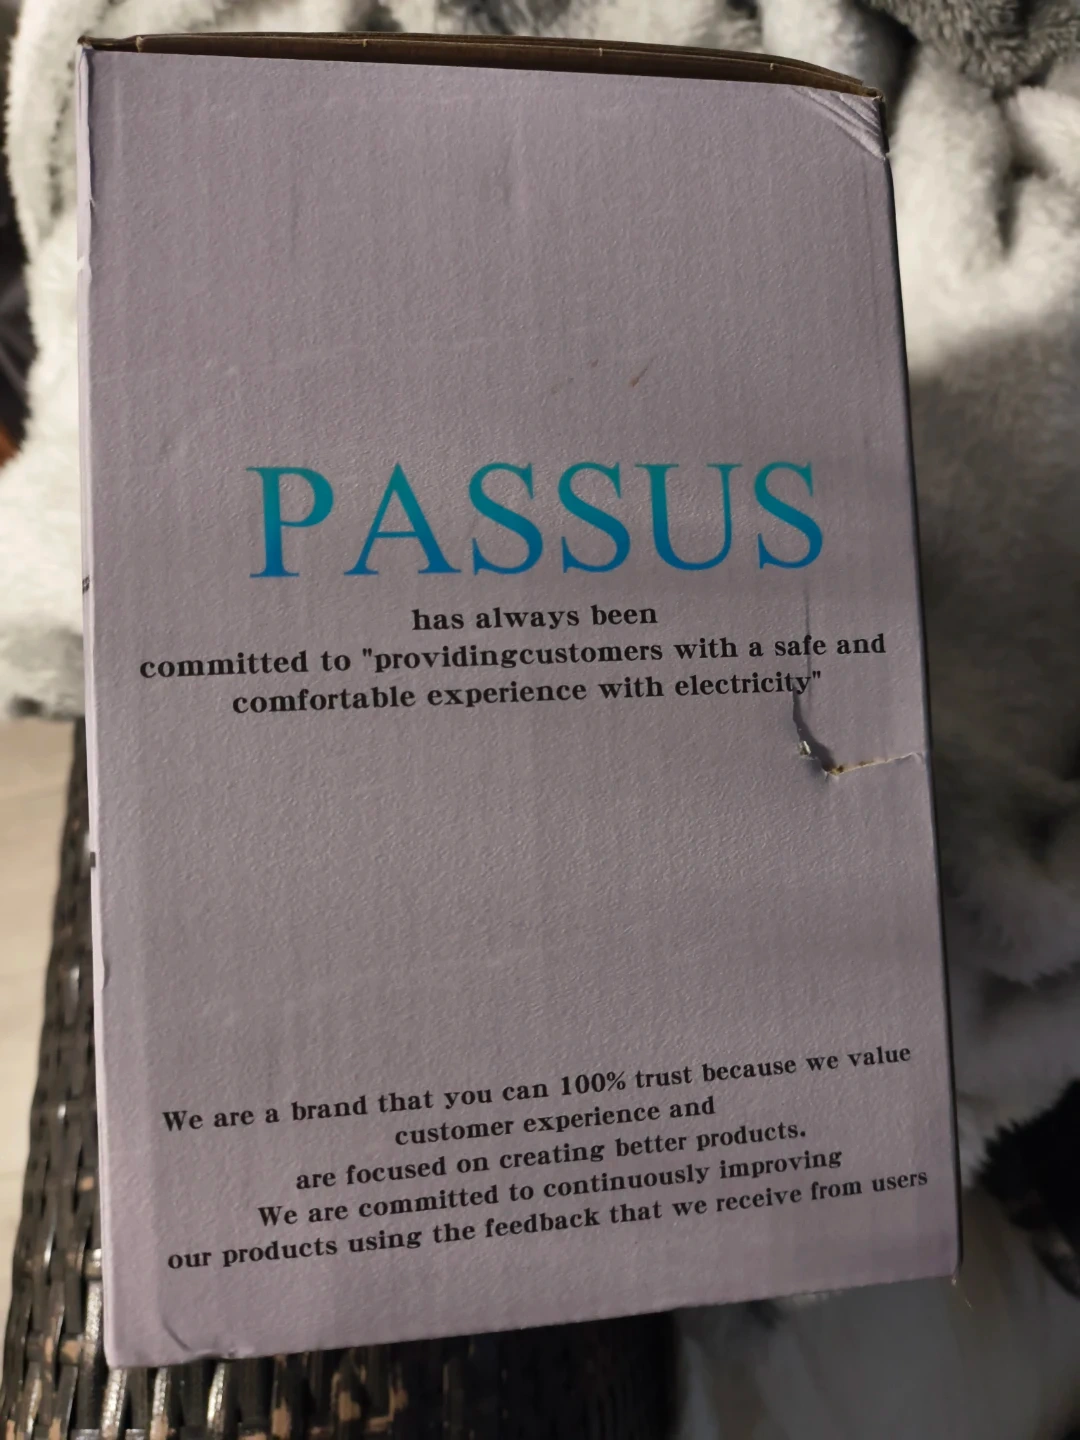 PASSUS
has always been
committed to "providingcustomers with a safe and
comfortable experience with electricity"
We are a brand that you can 100% trust because we value
customer experience and
are focused on creating better products.
We are committed to continuously improving
our products using the feedback that we receive from users